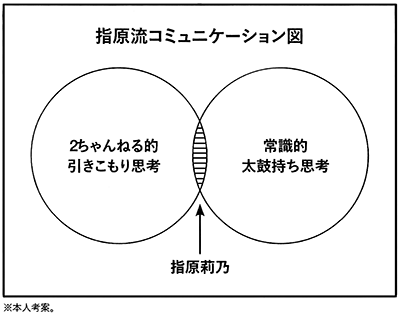 指原流コミュニケーション図
2ちゃんねる的
引きこもり思考
常識的
太鼓持ち思考
指原莉乃
※本人考案。